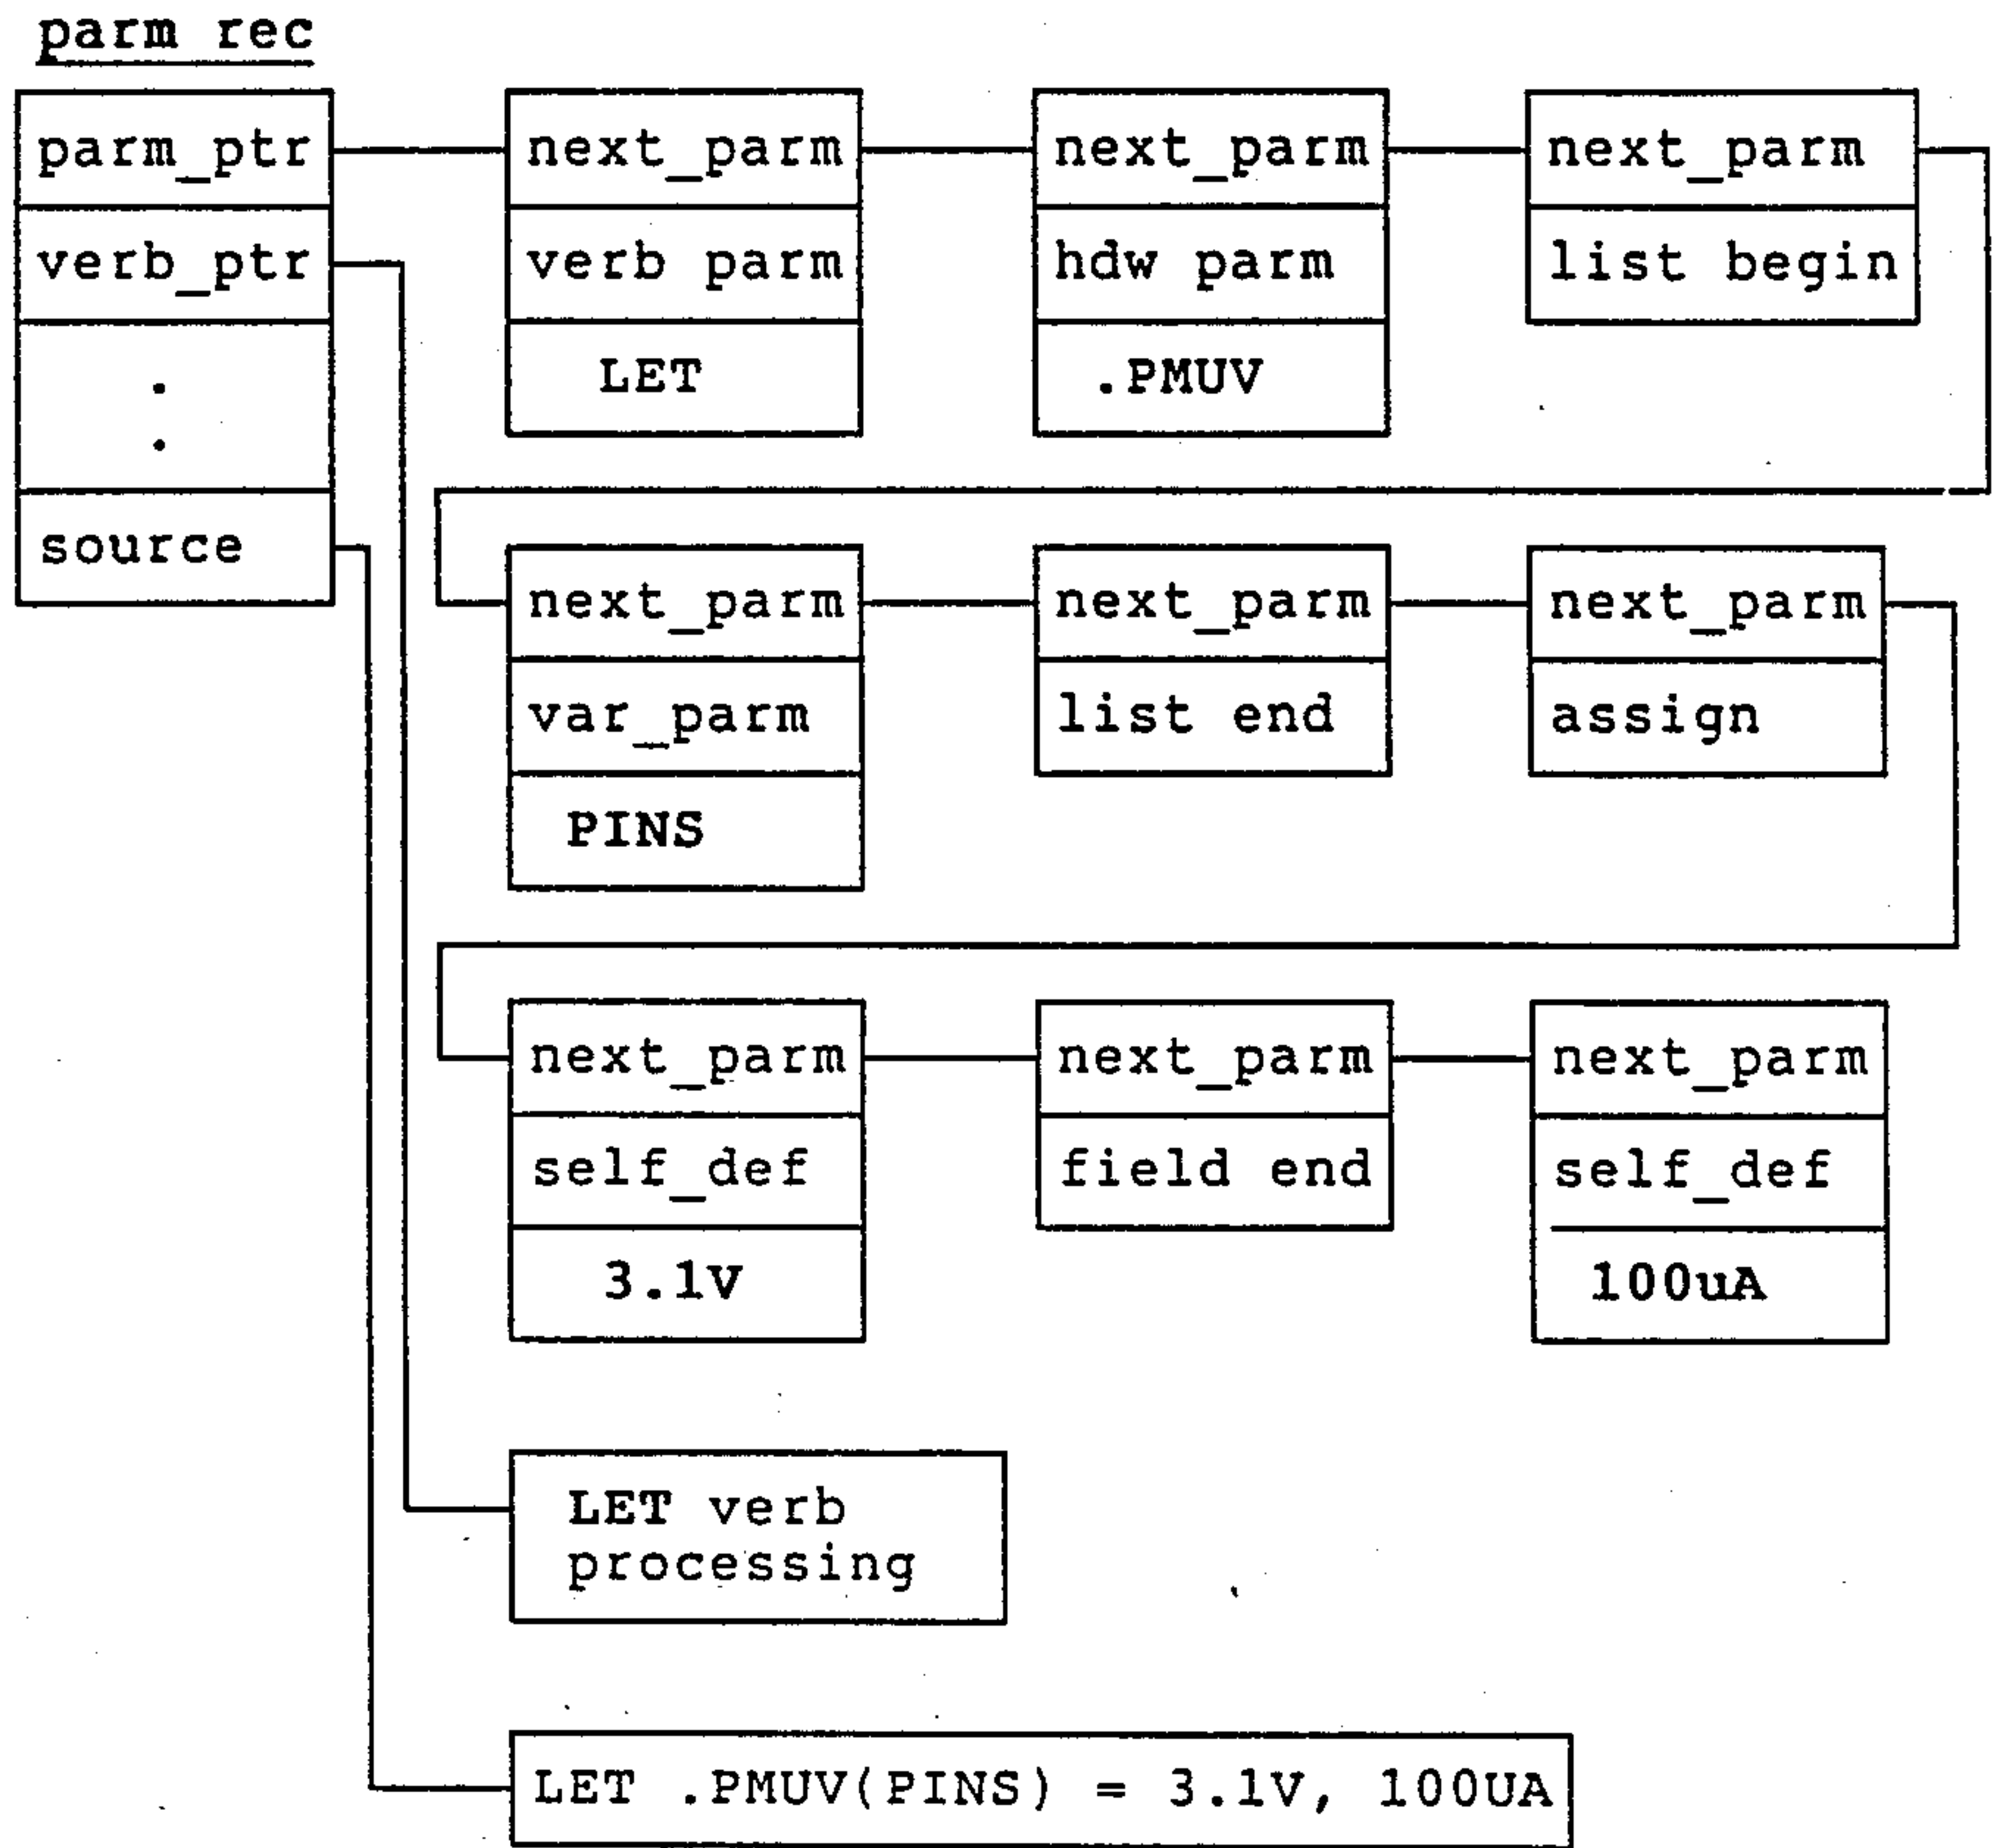 parm rec
parm_ptr
verb_ptr
.
.
source
next_parm
verb parm
LET
next_parm
hdw parm
.PMUV
next_parm
list begin
next_parm
var_parm
PINS
next_parm
list end
next_parm
assign
next_parm
self_def
3.1V
next_parm
field end
next_parm
self_def
100uA
LET verb
processing
LET .PMUV(PINS) = 3.1V, 100UA